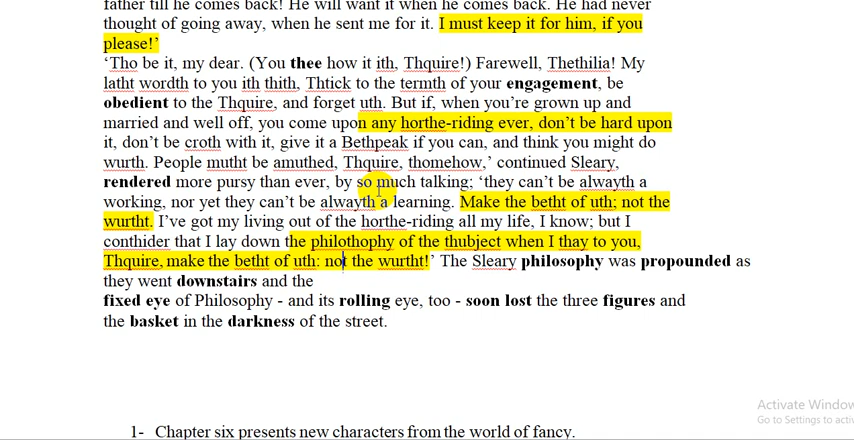 father till he comes back! He will want it when he comes back. He had never
thought of going away, when he sent me for it. I must keep it for him, if you
please!’
‘Tho be it, my dear. (You thee how it ith, Thquire!) Farewell, Thethilia! My
latht wordth to you ith thith, Thtick to the termth of your engagement, be
obedient to the Thquire, and forget uth. But if, when you’re grown up and
married and well off, you come upon any horthe-riding ever, don’t be hard upon
it, don’t be croth with it, give it a Bethpeak if you can, and think you might do
wurth. People mutht be amuthed, Thquire, thomehow,’ continued Sleary,
rendered more pursy than ever, by so much talking; ‘they can’t be alwayth a
working, nor yet they can’t be alwayth a learning. Make the betht of uth; not the
wurtht. I’ve got my living out of the horthe-riding all my life, I know; but I
conthider that I lay down the philothophy of the thubject when I thay to you,
Thquire, make the betht of uth: not the wurtht!’ The Sleary philosophy was propounded as
they went downstairs and the
fixed eye of Philosophy - and its rolling eye, too - soon lost the three figures and
the basket in the darkness of the street.
Activate Window
Go to Settings to activ
1- Chapter six presents new characters from the world of fancy.